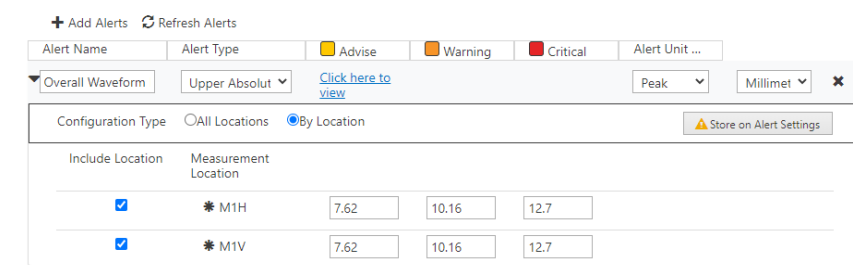 Add Alerts Refresh Alerts
Alert Name Alert Type Advise Warning Critical Alert Unit ...
Overall Waveform Upper Absolut Click here to view Peak Millimet
Configuration Type All Locations By Location Store on Alert Settings
Include Location Measurement Location
M1H 7.62 10.16 12.7
M1V 7.62 10.16 12.7